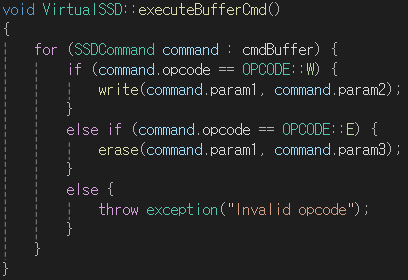 void VirtualSSD::executeBufferCmd()
{
    for (SSDCommand command : cmdBuffer) {
        if (command.opcode == OPCODE::W) {
            write(command.param1, command.param2);
        }
        else if (command.opcode == OPCODE::E) {
            erase(command.param1, command.param3);
        }
        else {
            throw exception("Invalid opcode");
        }
    }
}